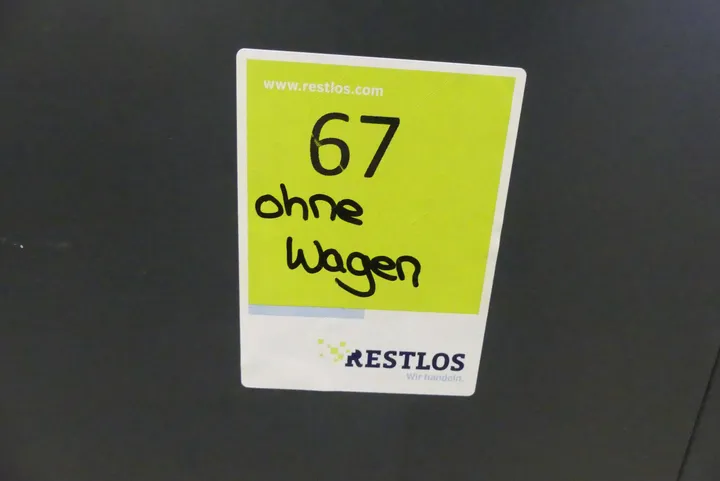 www.restlos.com
67
ohne
Wagen
RESTLOS
Wir handeln.